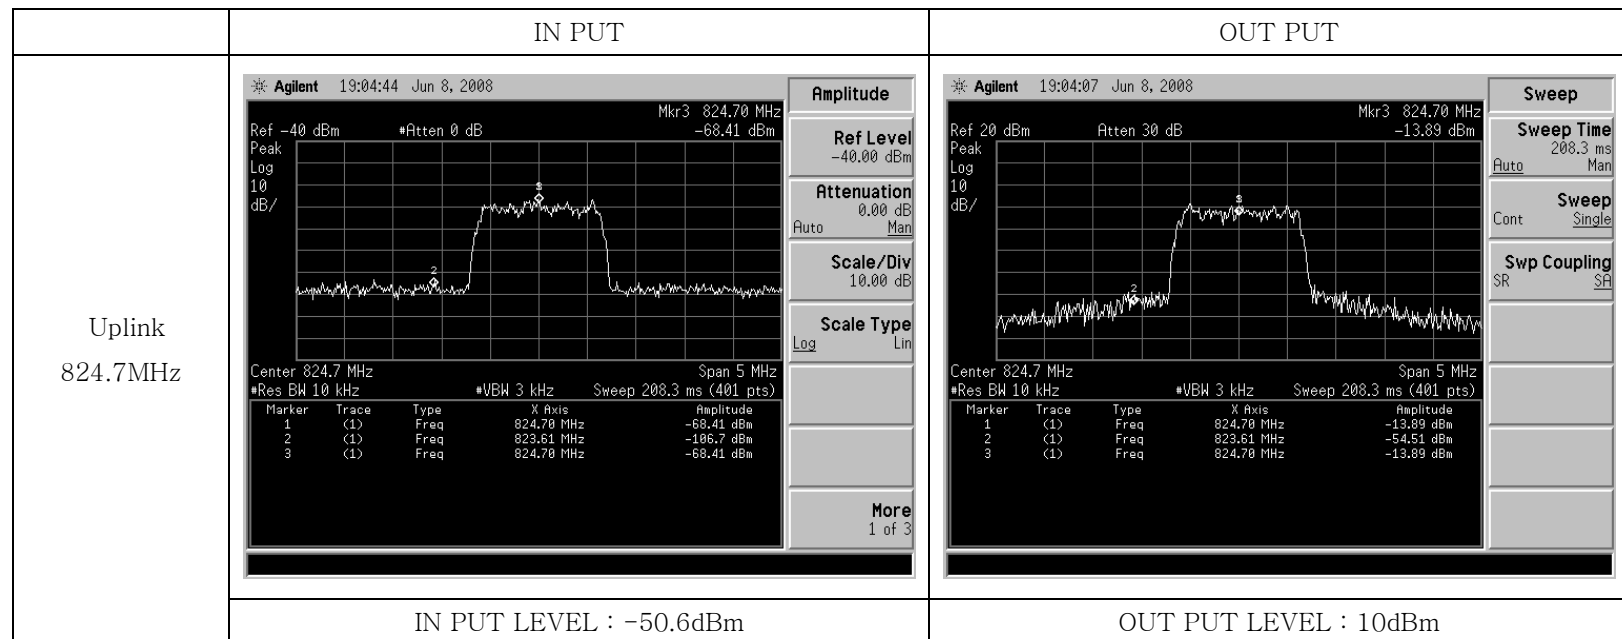 IN PUT
OUT PUT
Uplink
824.7MHz
Agilent 19:04:44 Jun 8, 2008
Mkr3 824.70 MHz
Ref -40 dBm #Atten 0 dB -68.41 dBm
Peak
Log
10
dB/
3
2
Center 824.7 MHz Span 5 MHz
#Res BW 10 kHz #VBW 3 kHz Sweep 208.3 ms (401 pts)
Marker Trace Type X Axis Amplitude
1 (1) Freq 824.70 MHz -68.41 dBm
2 (1) Freq 823.61 MHz -106.7 dBm
3 (1) Freq 824.70 MHz -68.41 dBm
Amplitude
Ref Level
-40.00 dBm
Attenuation
0.00 dB
Auto Man
Scale/Div
10.00 dB
Scale Type
Log Lin
More
1 of 3
Agilent 19:04:07 Jun 8, 2008
Mkr3 824.70 MHz
Ref 20 dBm Atten 30 dB -13.89 dBm
Peak
Log
10
dB/
3
2
Center 824.7 MHz Span 5 MHz
#Res BW 10 kHz #VBW 3 kHz Sweep 208.3 ms (401 pts)
Marker Trace Type X Axis Amplitude
1 (1) Freq 824.70 MHz -13.89 dBm
2 (1) Freq 823.61 MHz -54.51 dBm
3 (1) Freq 824.70 MHz -13.89 dBm
Sweep
Sweep Time
208.3 ms
Auto Man
Sweep
Cont Single
Swp Coupling
SR SA
IN PUT LEVEL : -50.6dBm
OUT PUT LEVEL : 10dBm